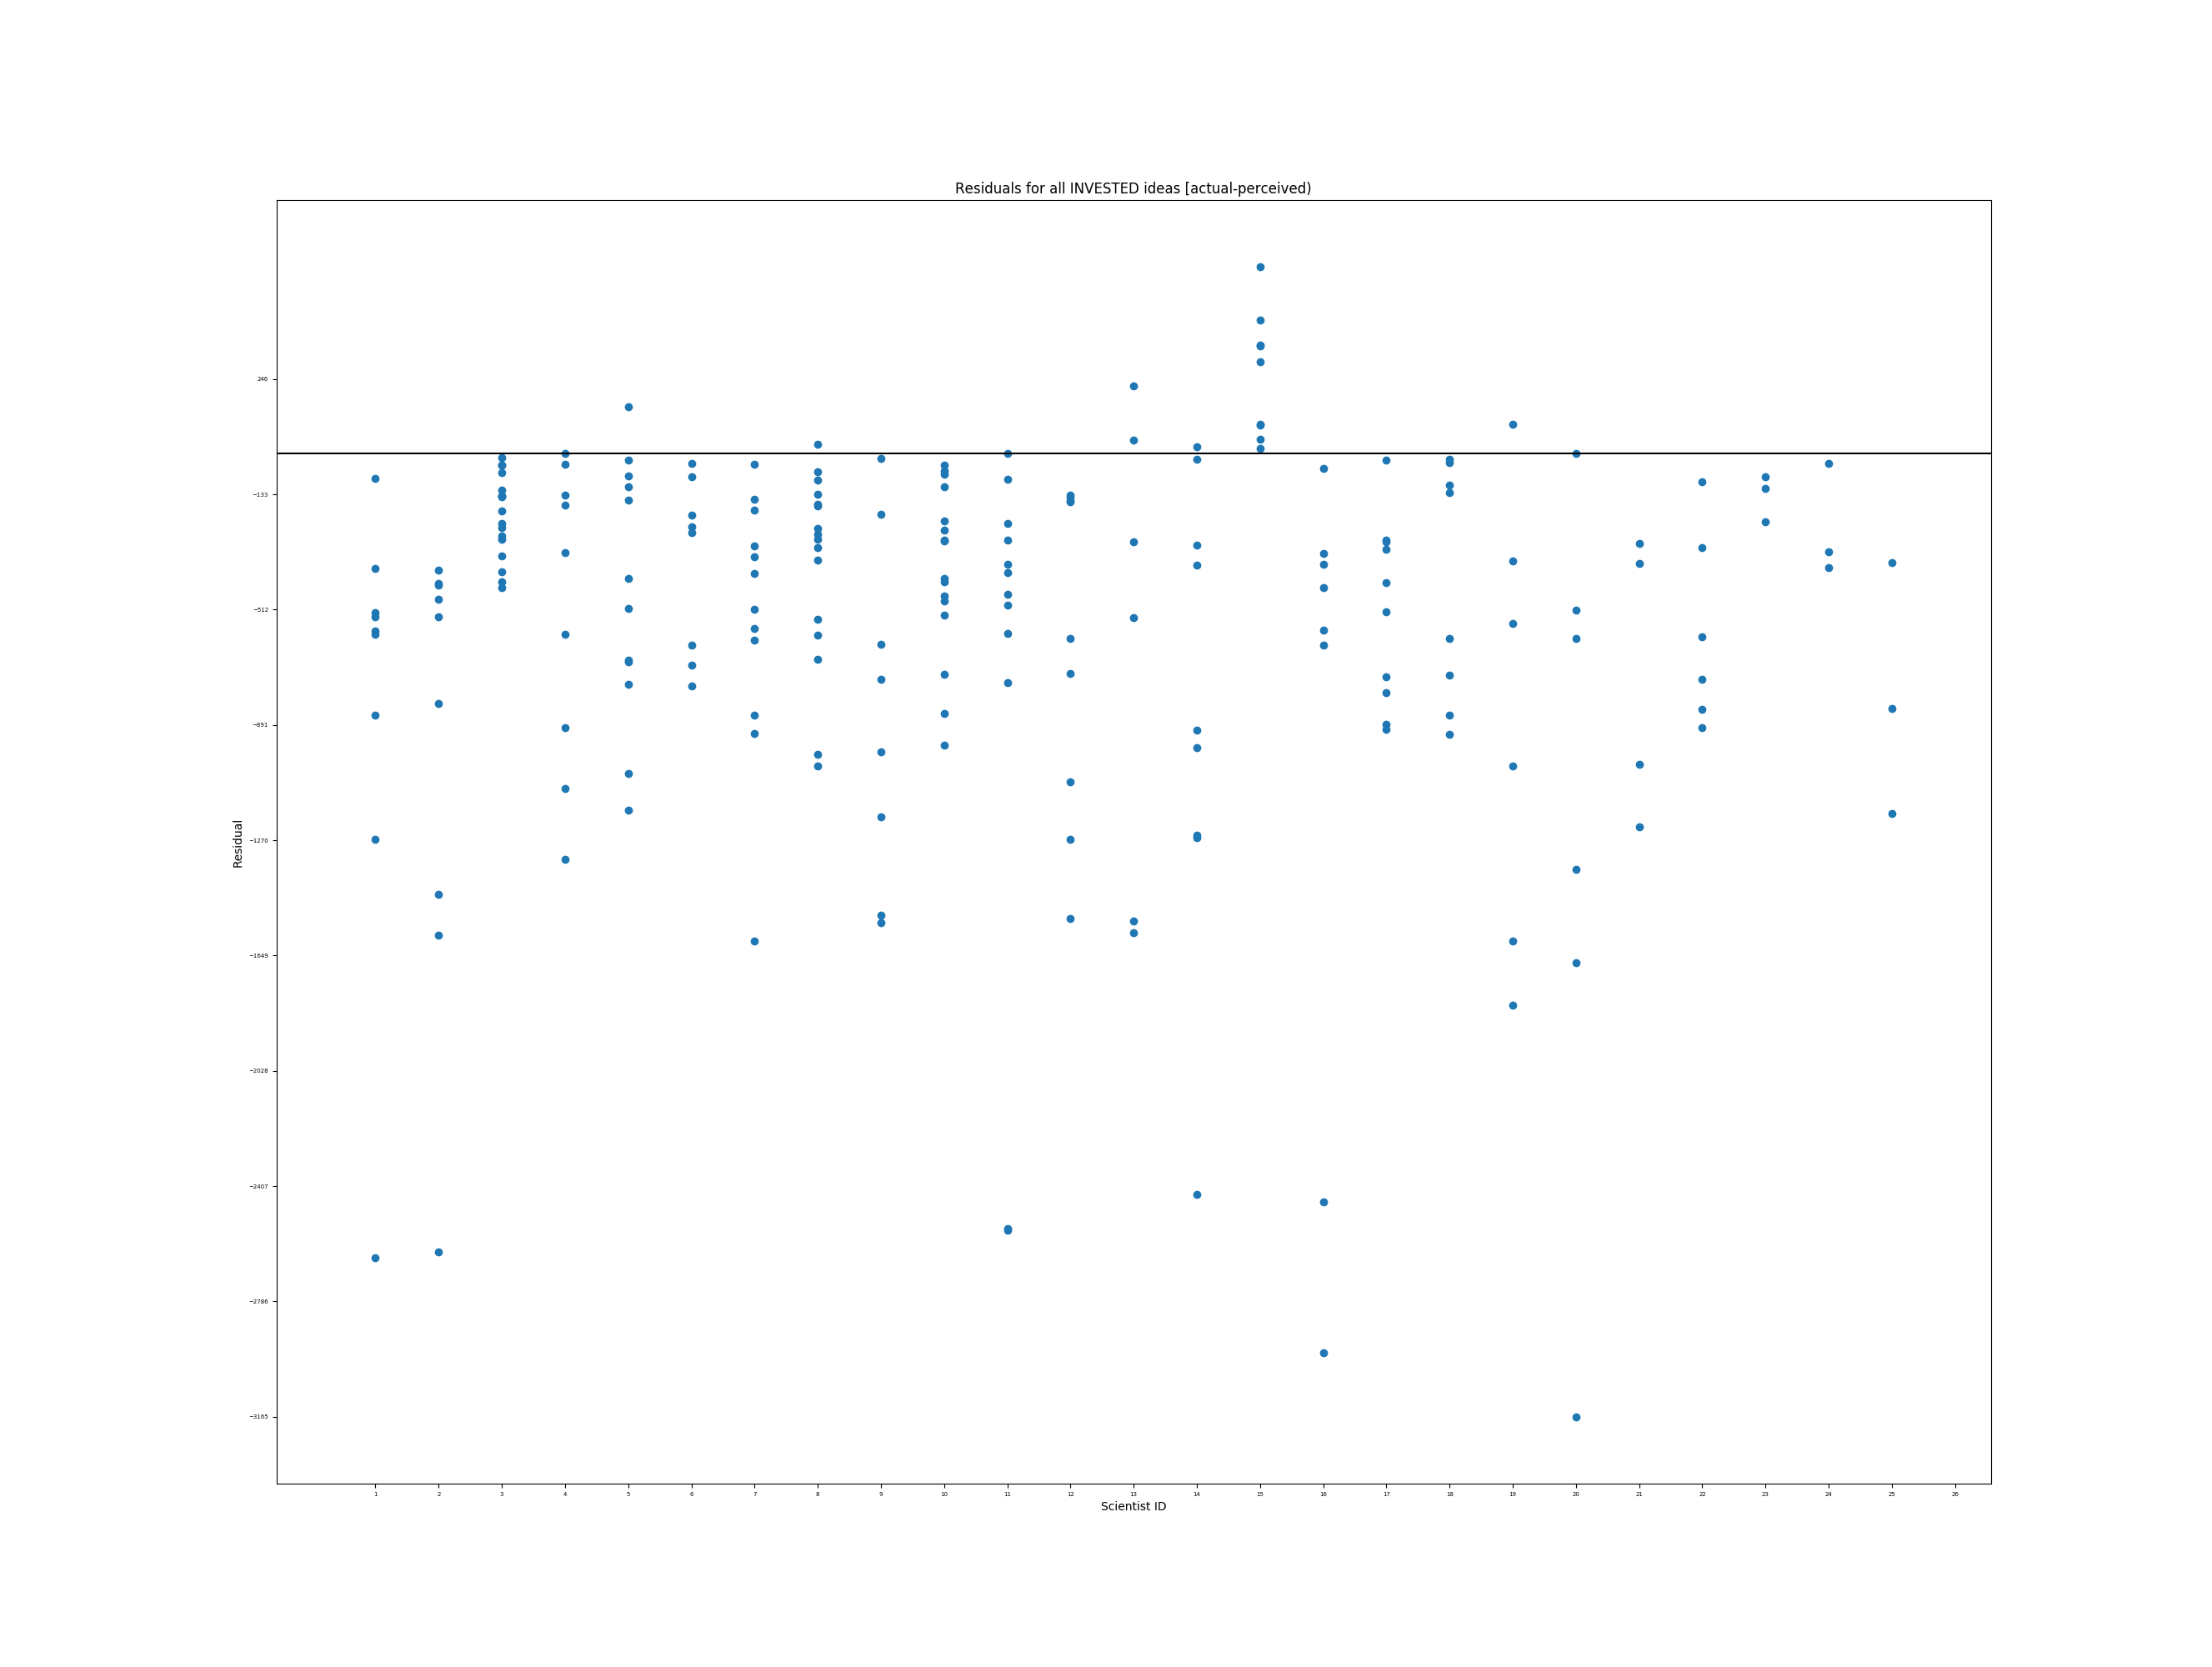 Residuals for all INVESTED ideas [actual-perceived)
246
−133
−512
−891
−1270
−1649
−2028
−2407
−2786
−3165
Residual
1 2 3 4 5 6 7 8 9 10 11 12 13 14 15 16 17 18 19 20 21 22 23 24 25 26
Scientist ID